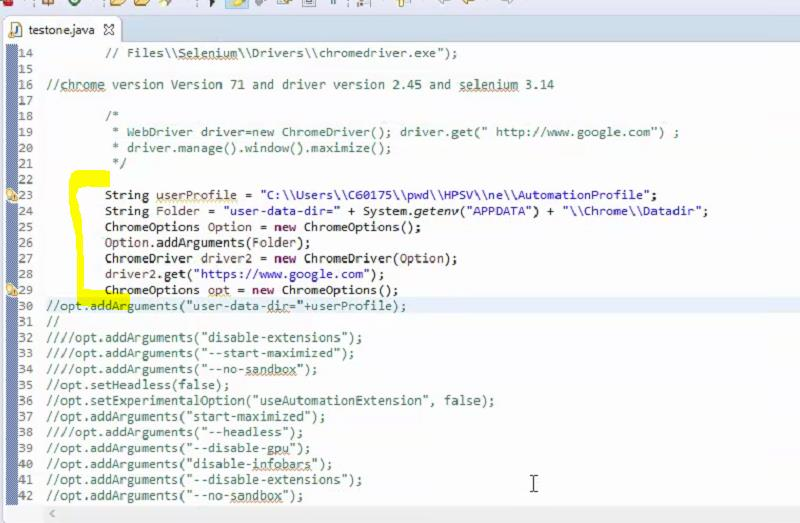 testone.java
14 // Files\\Selenium\\Drivers\\chromedriver.exe");
15
16 //chrome version Version 71 and driver version 2.45 and selenium 3.14
17
18 /*
19 * WebDriver driver=new ChromeDriver(); driver.get(" http://www.google.com") ;
20 * driver.manage().window().maximize();
21 */
22
23 String userProfile = "C:\\Users\\C60175\\pwd\\HPSV\\ne\\AutomationProfile";
24 String Folder = "user-data-dir=" + System.getenv("APPDATA") + "\\Chrome\\Datadir";
25 ChromeOptions Option = new ChromeOptions();
26 Option.addArguments(Folder);
27 ChromeDriver driver2 = new ChromeDriver(Option);
28 driver2.get("https://www.google.com");
29 ChromeOptions opt = new ChromeOptions();
30 //opt.addArguments("user-data-dir="+userProfile);
31 //
32 ////opt.addArguments("disable-extensions");
33 ////opt.addArguments("--start-maximized");
34 ////opt.addArguments("--no-sandbox");
35 //opt.setHeadless(false);
36 //opt.setExperimentalOption("useAutomationExtension", false);
37 //opt.addArguments("start-maximized");
38 ////opt.addArguments("--headless");
39 //opt.addArguments("--disable-gpu");
40 //opt.addArguments("disable-infobars");
41 //opt.addArguments("--disable-extensions");
42 //opt.addArguments("--no-sandbox");